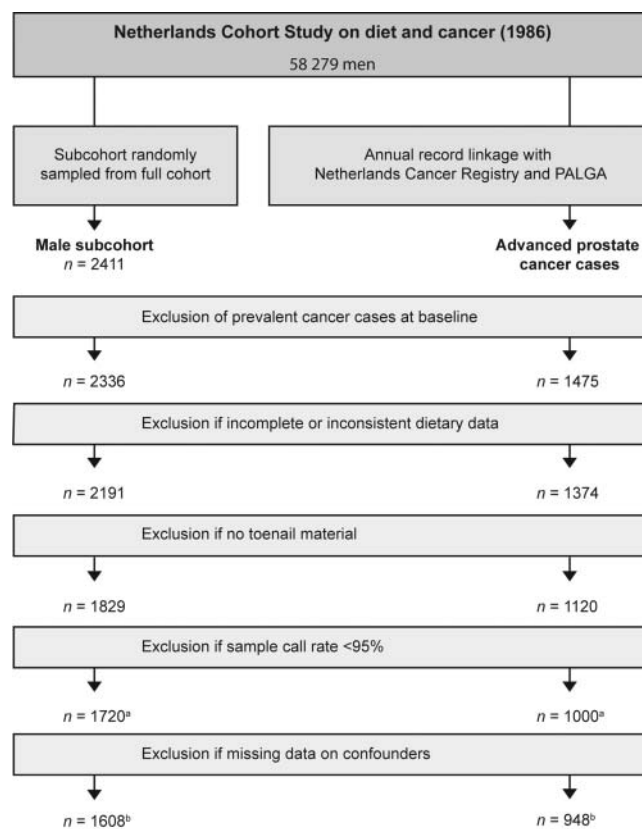 Netherlands Cohort Study on diet and cancer (1986)
58 279 men
Subcohort randomly
sampled from full cohort
Annual record linkage with
Netherlands Cancer Registry and PALGA
Male subcohort
n = 2411
Advanced prostate
cancer cases
Exclusion of prevalent cancer cases at baseline
n = 2336
n = 1475
Exclusion if incomplete or inconsistent dietary data
n = 2191
n = 1374
Exclusion if no toenail material
n = 1829
n = 1120
Exclusion if sample call rate <95%
n = 1720ᵃ
n = 1000ᵃ
Exclusion if missing data on confounders
n = 1608ᵇ
n = 948ᵇ